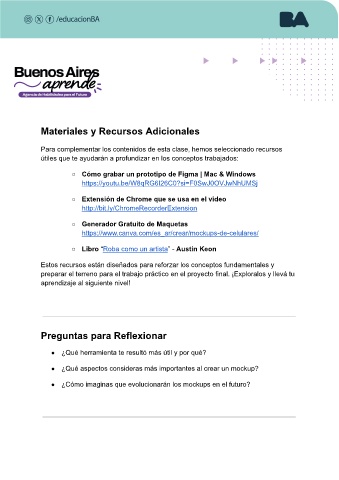 /educacionBA
BA
Buenos Aires
aprende
Agencia de Habilidades para el Futuro
Materiales y Recursos Adicionales
Para complementar los contenidos de esta clase, hemos seleccionado recursos
útiles que te ayudarán a profundizar en los conceptos trabajados:
○ Cómo grabar un prototipo de Figma | Mac & Windows
https://youtu.be/W8qRG6I26C0?si=F0SwJ0OVJwNhUMSj
○ Extensión de Chrome que se usa en el video
http://bit.ly/ChromeRecorderExtension
○ Generador Gratuito de Maquetas
https://www.canva.com/es_ar/crear/mockups-de-celulares/
○ Libro “Roba como un artista” - Austin Keon
Estos recursos están diseñados para reforzar los conceptos fundamentales y
preparar el terreno para el trabajo práctico en el proyecto final. ¡Exploralos y llevá tu
aprendizaje al siguiente nivel!
Preguntas para Reflexionar
● ¿Qué herramienta te resultó más útil y por qué?
● ¿Qué aspectos consideras más importantes al crear un mockup?
● ¿Cómo imaginas que evolucionarán los mockups en el futuro?